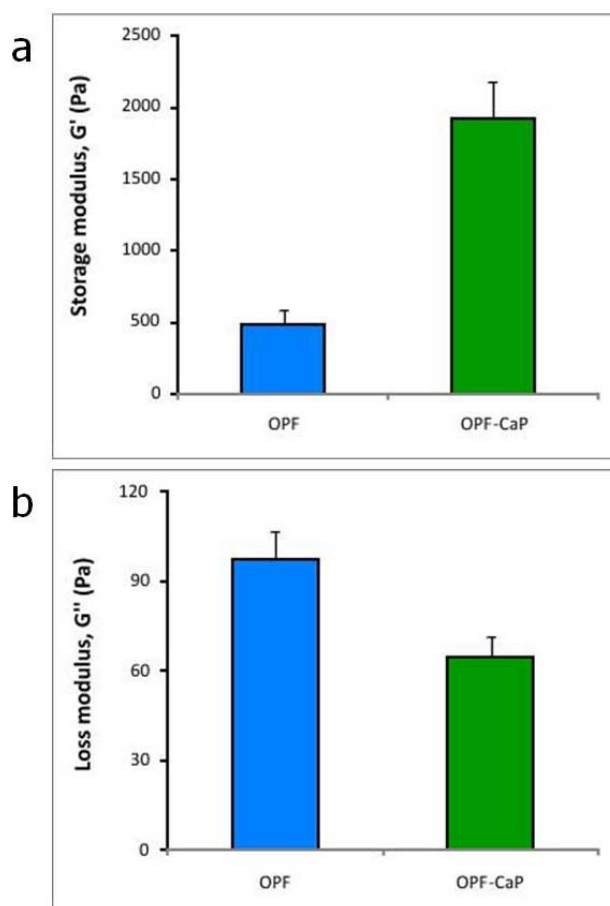 a
Storage modulus, G' (Pa)
2500
2000
1500
1000
500
0
OPF
OPF-CaP
b
Loss modulus, G'' (Pa)
120
90
60
30
0
OPF
OPF-CaP